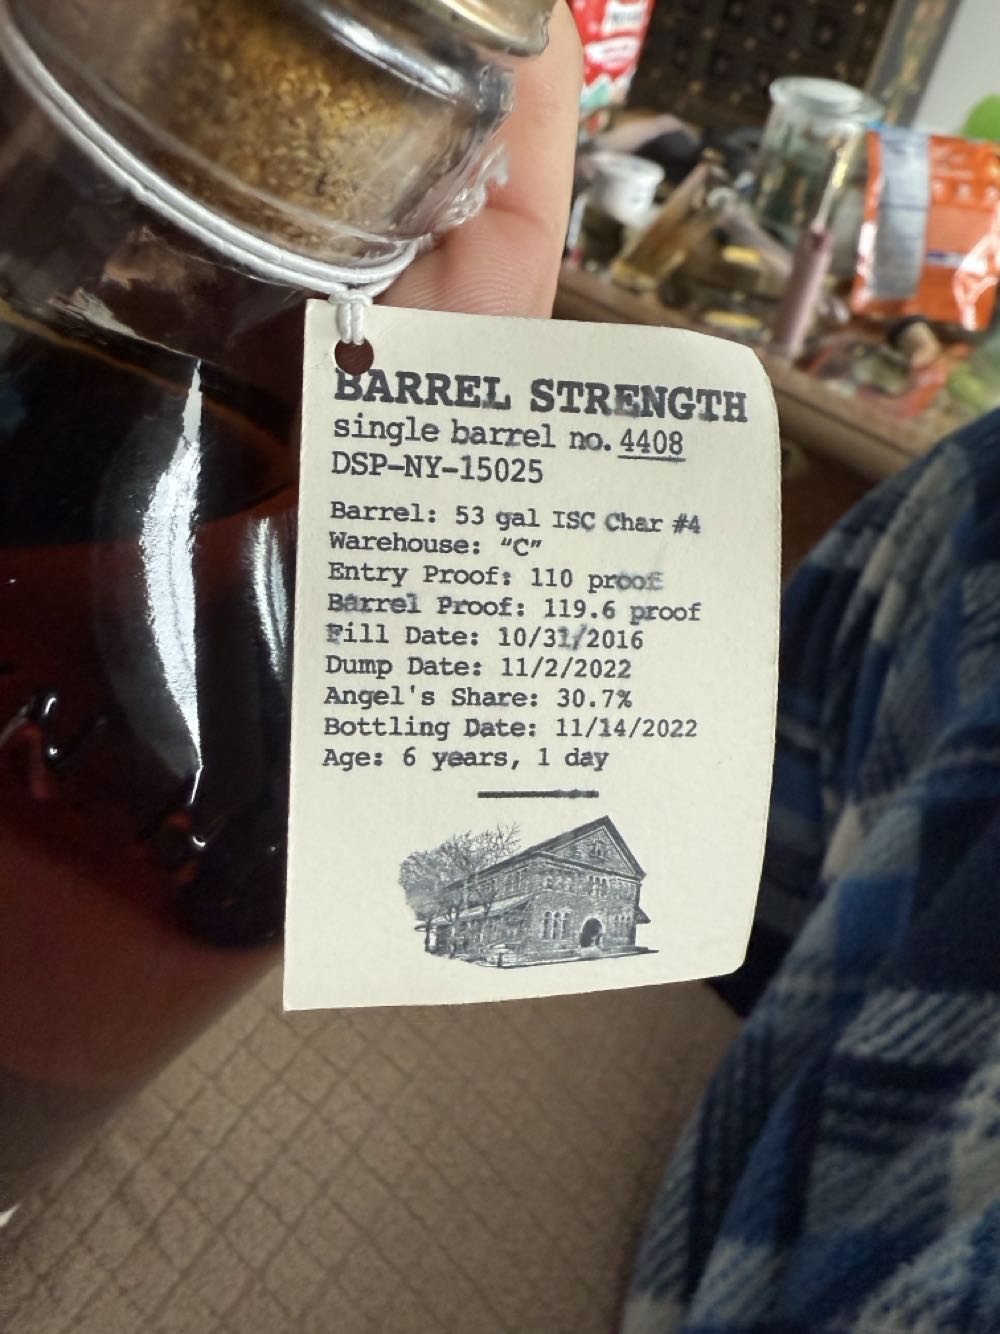 BARREL STRENGTH
single barrel no. 4408
DSP-NY-15025
Barrel: 53 gal ISC Char #4
Warehouse: "C"
Entry Proof: 110 proof
Barrel Proof: 119.6 proof
Fill Date: 10/31/2016
Dump Date: 11/2/2022
Angel's Share: 30.7%
Bottling Date: 11/14/2022
Age: 6 years, 1 day